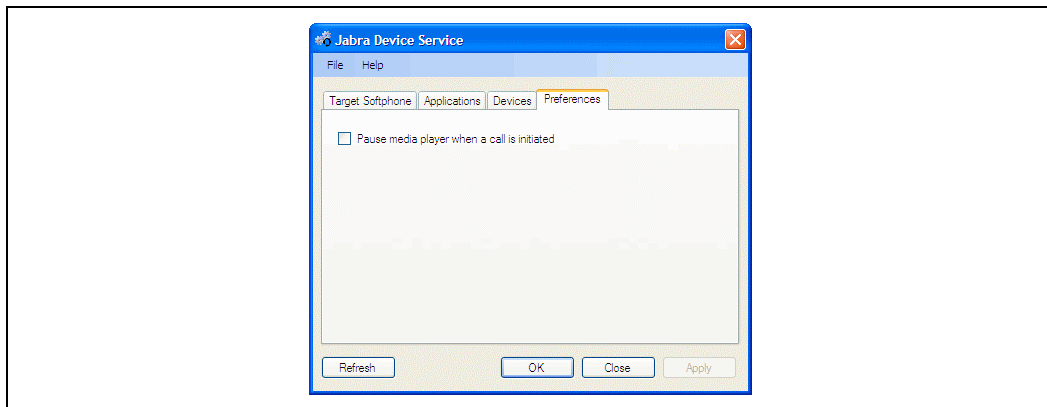 Jabra Device Service
File Help
Target Softphone Applications Devices Preferences
Pause media player when a call is initiated
Refresh OK Close Apply